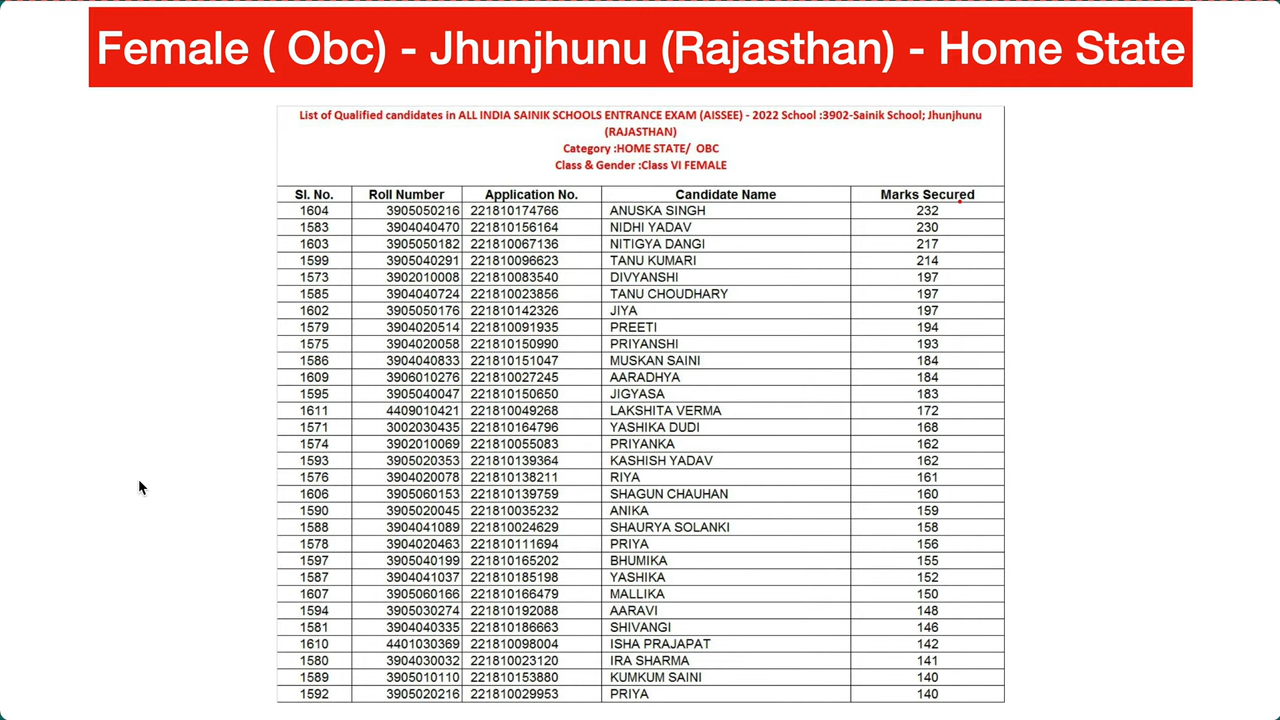 Female ( Obc) - Jhunjhunu (Rajasthan) - Home State
List of Qualified candidates in ALL INDIA SAINIK SCHOOLS ENTRANCE EXAM (AISSEE) - 2022 School :3902-Sainik School; Jhunjhunu
(RAJASTHAN)
Category :HOME STATE/ OBC
Class & Gender :Class VI FEMALE
Sl. No. Roll Number Application No. Candidate Name Marks Secured
1604 3905050216 221810174766 ANUSKA SINGH 232
1583 3904040470 221810156164 NIDHI YADAV 230
1603 3905050182 221810067136 NITIGYA DANGI 217
1599 3905040291 221810096623 TANU KUMARI 214
1573 3902010008 221810083540 DIVYANSHI 197
1585 3904040724 221810023856 TANU CHOUDHARY 197
1602 3905050176 221810142326 JIYA 197
1579 3904020514 221810091935 PREETI 194
1575 3904020058 221810150990 PRIYANSHI 193
1586 3904040833 221810151047 MUSKAN SAINI 184
1609 3906010276 221810027245 AARADHYA 184
1595 3905040047 221810150650 JIGYASA 183
1611 4409010421 221810049268 LAKSHITA VERMA 172
1571 3002030435 221810164796 YASHIKA DUDI 168
1574 3902010069 221810055083 PRIYANKA 162
1593 3905020353 221810139364 KASHISH YADAV 162
1576 3904020078 221810138211 RIYA 161
1606 3905060153 221810139759 SHAGUN CHAUHAN 160
1590 3905020045 221810035232 ANIKA 159
1588 3904041089 221810024629 SHAURYA SOLANKI 158
1578 3904020463 221810111694 PRIYA 156
1597 3905040199 221810165202 BHUMIKA 155
1587 3904041037 221810185198 YASHIKA 152
1607 3905060166 221810166479 MALLIKA 150
1594 3905030274 221810192088 AARAVI 148
1581 3904040335 221810186663 SHIVANGI 146
1610 4401030369 221810098004 ISHA PRAJAPAT 142
1580 3904030032 221810023120 IRA SHARMA 141
1589 3905010110 221810153880 KUMKUM SAINI 140
1592 3905020216 221810029953 PRIYA 140